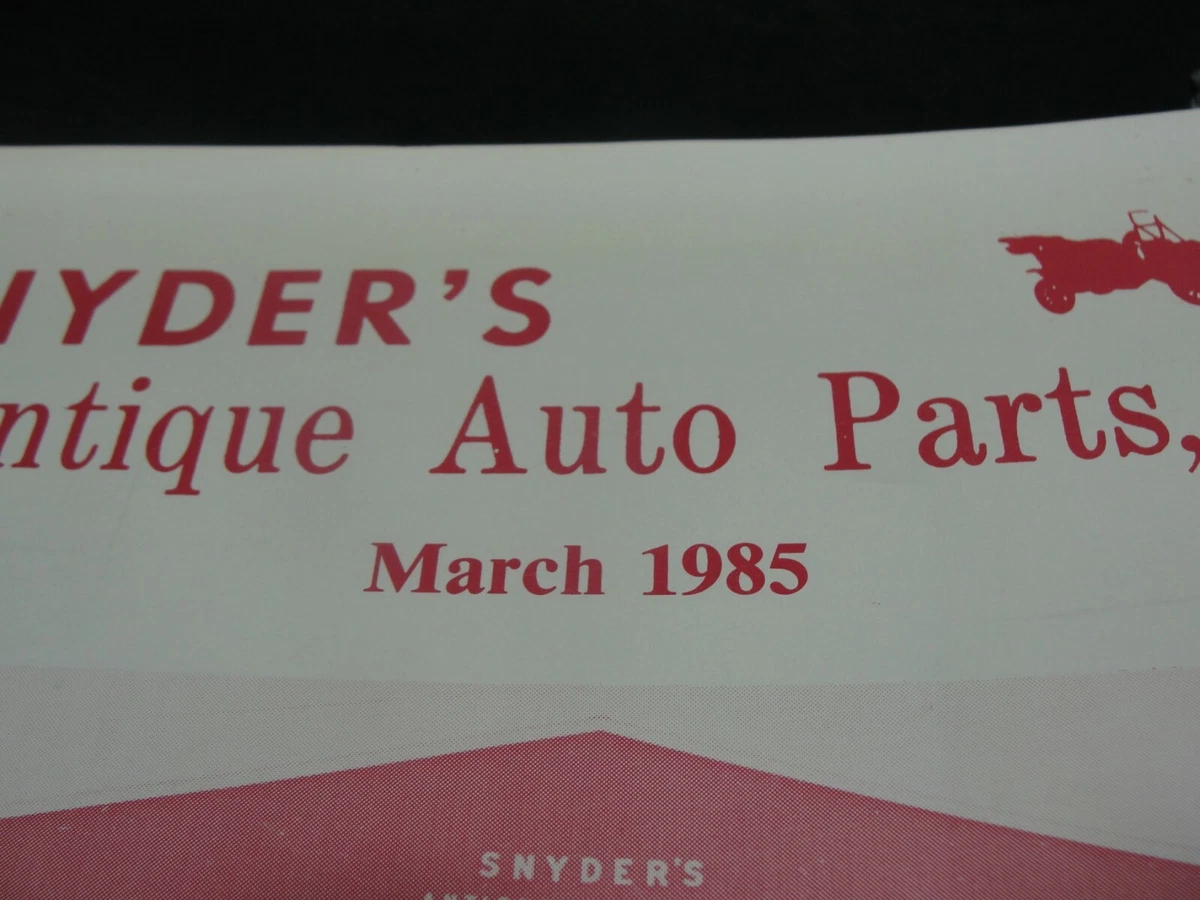 NYDER'S
ntique Auto Parts,
March 1985
SNYDER'S